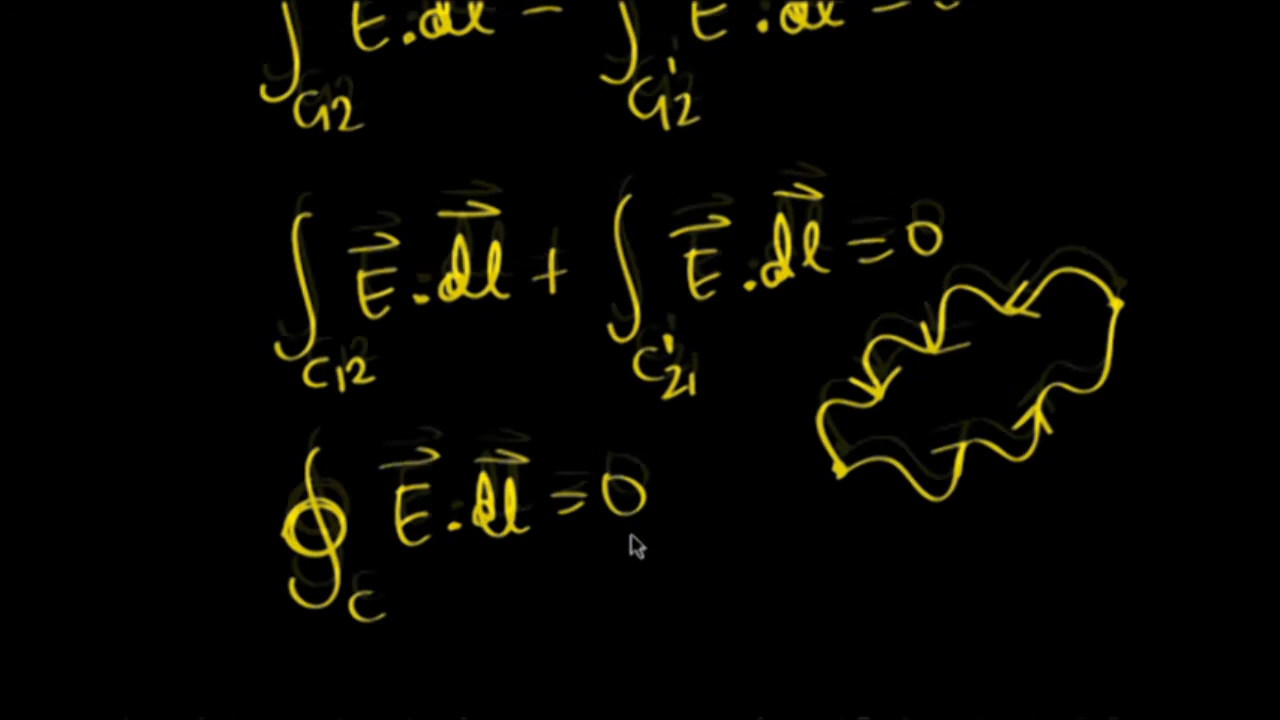 ∫_{C12} E⃗.dl − ∫_{C'12} E⃗.dl = 0
∫_{C12} E⃗.dl⃗ + ∫_{C'21} E⃗.dl⃗ = 0
∮_C E⃗.dl⃗ = 0